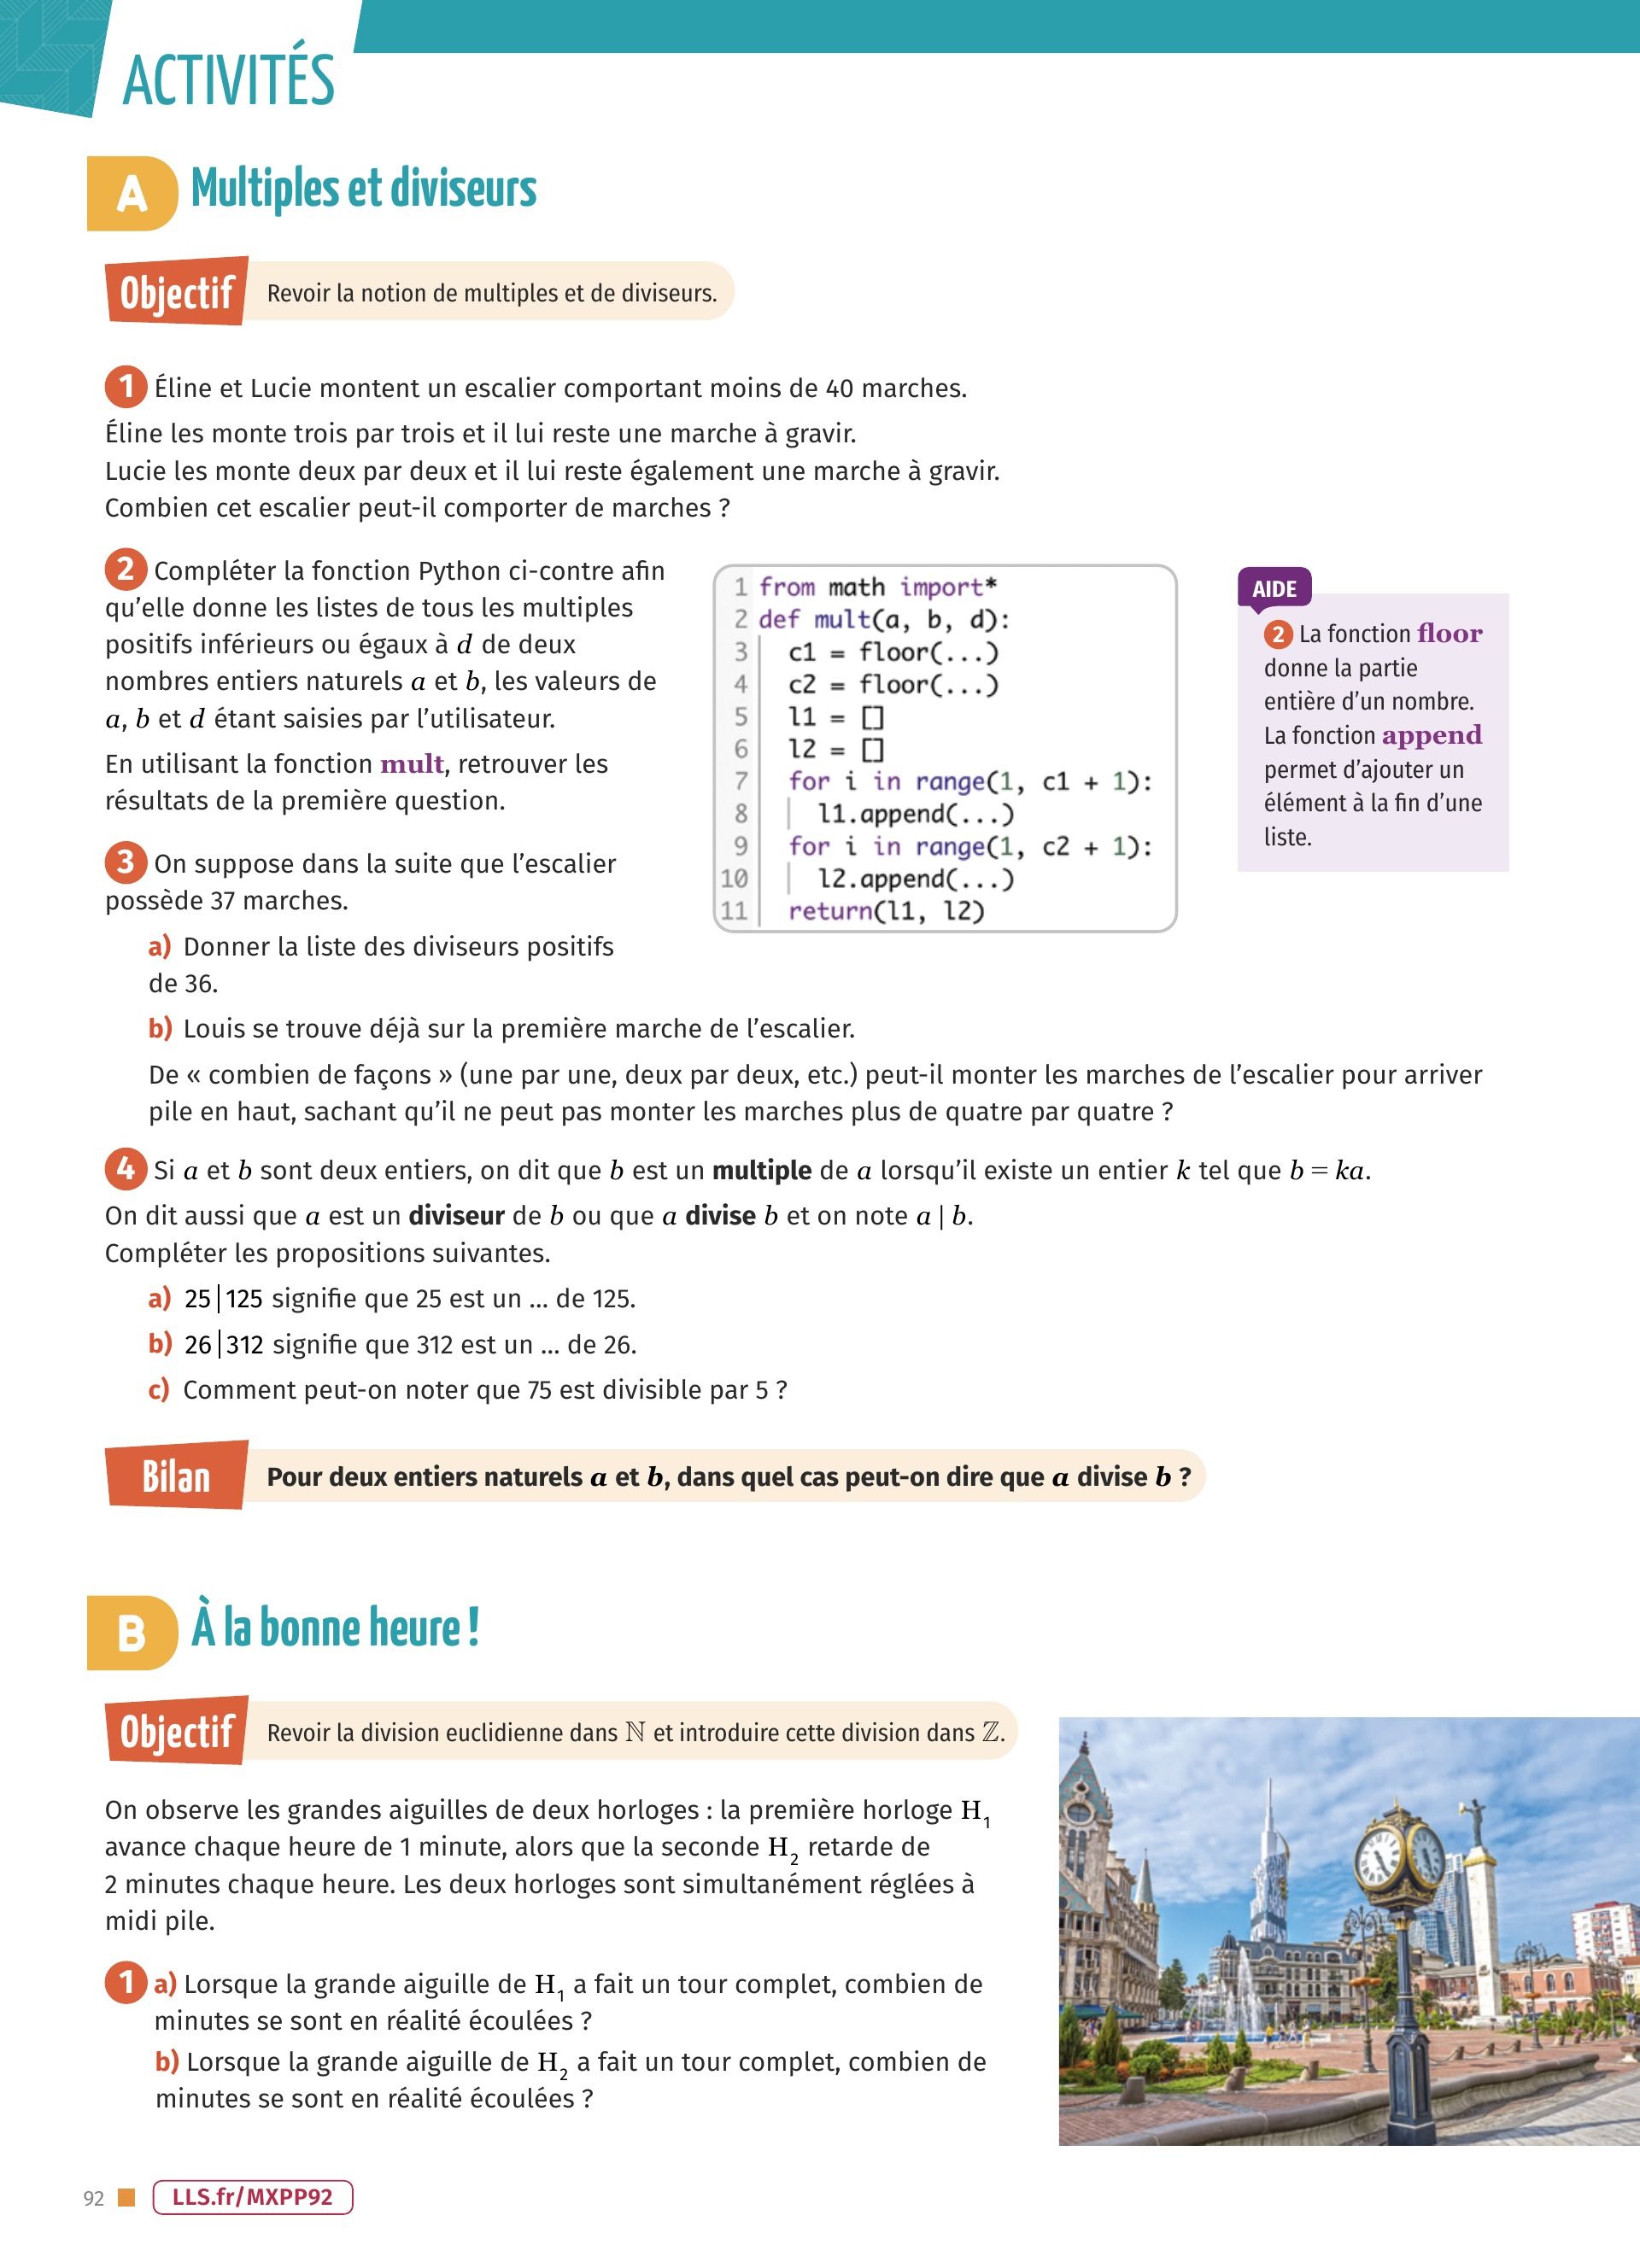 ACTIVITÉS
A Multiples et diviseurs
Objectif Revoir la notion de multiples et de diviseurs.
1 Éline et Lucie montent un escalier comportant moins de 40 marches.
Éline les monte trois par trois et il lui reste une marche à gravir.
Lucie les monte deux par deux et il lui reste également une marche à gravir.
Combien cet escalier peut-il comporter de marches ?
2 Compléter la fonction Python ci-contre afin
qu’elle donne les listes de tous les multiples
positifs inférieurs ou égaux à d de deux
nombres entiers naturels a et b, les valeurs de
a, b et d étant saisies par l’utilisateur.
En utilisant la fonction mult, retrouver les
résultats de la première question.
1 from math import*
2 def mult(a, b, d):
3 c1 = floor(...)
4 c2 = floor(...)
5 l1 = []
6 l2 = []
7 for i in range(1, c1 + 1):
8 l1.append(...)
9 for i in range(1, c2 + 1):
10 l2.append(...)
11 return(l1, l2)
AIDE
2 La fonction floor
donne la partie
entière d’un nombre.
La fonction append
permet d’ajouter un
élément à la fin d’une
liste.
3 On suppose dans la suite que l’escalier
possède 37 marches.
a) Donner la liste des diviseurs positifs
de 36.
b) Louis se trouve déjà sur la première marche de l’escalier.
De « combien de façons » (une par une, deux par deux, etc.) peut-il monter les marches de l’escalier pour arriver
pile en haut, sachant qu’il ne peut pas monter les marches plus de quatre par quatre ?
4 Si a et b sont deux entiers, on dit que b est un multiple de a lorsqu’il existe un entier k tel que b = ka.
On dit aussi que a est un diviseur de b ou que a divise b et on note a | b.
Compléter les propositions suivantes.
a) 25|125 signifie que 25 est un ... de 125.
b) 26|312 signifie que 312 est un ... de 26.
c) Comment peut-on noter que 75 est divisible par 5 ?
Bilan Pour deux entiers naturels a et b, dans quel cas peut-on dire que a divise b ?
B À la bonne heure !
Objectif Revoir la division euclidienne dans ℕ et introduire cette division dans ℤ.
On observe les grandes aiguilles de deux horloges : la première horloge H₁
avance chaque heure de 1 minute, alors que la seconde H₂ retarde de
2 minutes chaque heure. Les deux horloges sont simultanément réglées à
midi pile.
1 a) Lorsque la grande aiguille de H₁ a fait un tour complet, combien de
minutes se sont en réalité écoulées ?
b) Lorsque la grande aiguille de H₂ a fait un tour complet, combien de
minutes se sont en réalité écoulées ?
92 LLS.fr/MXPP92